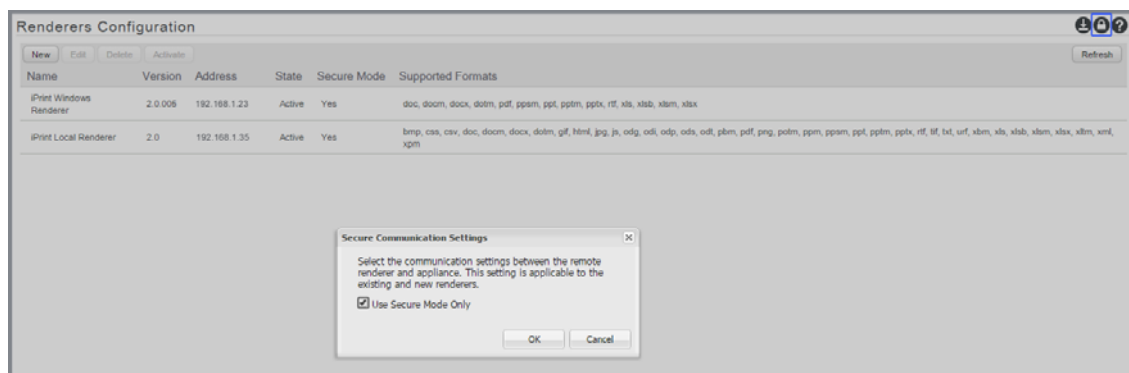 Renderers Configuration
New Edit Delete Activate Refresh
Name Version Address State Secure Mode Supported Formats
iPrint Windows Renderer 2.0.006 192.168.1.23 Active Yes doc, docm, docx, dotm, pdf, ppsm, ppt, pptm, pptx, rtf, xls, xlsb, xlsm, xlsx
iPrint Local Renderer 2.0 192.168.1.35 Active Yes bmp, css, csv, doc, docm, docx, dotm, gif, html, jpg, js, odg, odi, odp, ods, odt, pbm, pdf, png, potm, ppm, ppsm, ppt, pptm, pptx, rtf, tif, txt, urf, xbm, xls, xlsb, xlsm, xlsx, xltm, xml,
xpm
Secure Communication Settings
Select the communication settings between the remote
renderer and appliance. This setting is applicable to the
existing and new renderers.
Use Secure Mode Only
OK Cancel